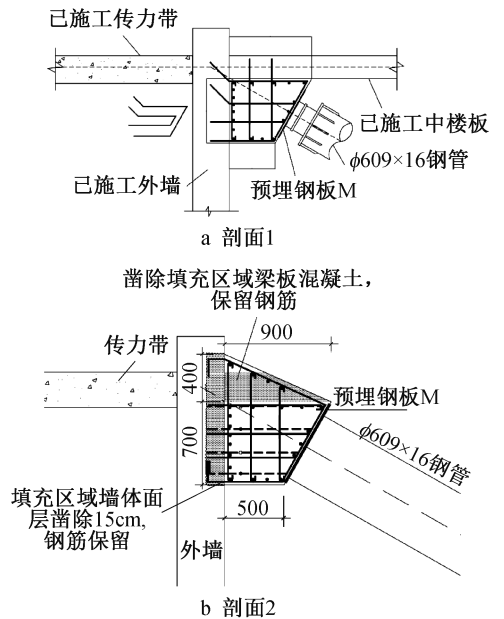 已施工传力带
已施工中楼板
ϕ609×16钢管
已施工外墙
预埋钢板M
a 剖面1
凿除填充区域梁板混凝土，
保留钢筋
900
传力带
400
预埋钢板M
700
ϕ609×16钢管
填充区域墙体面
层凿除15cm,
钢筋保留
500
外墙
b 剖面2